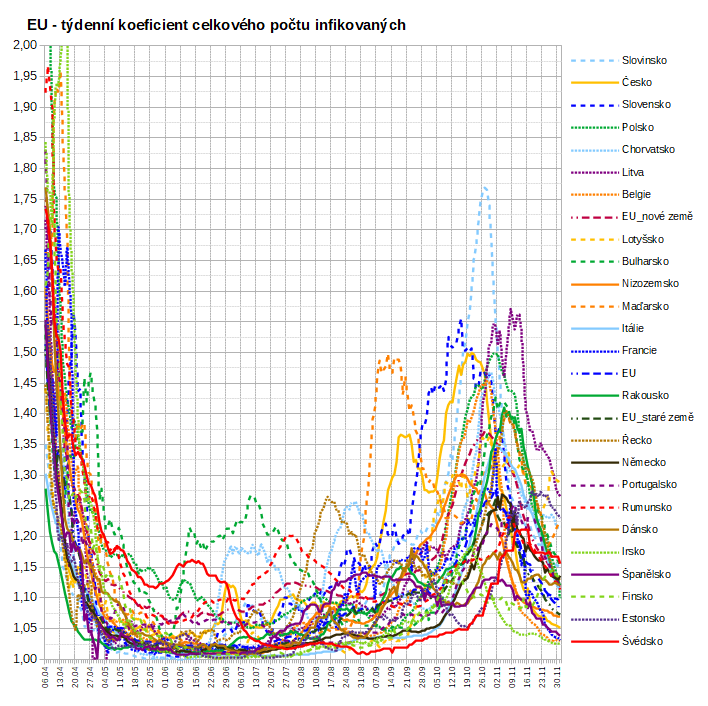 EU - týdenní koeficient celkového počtu infikovaných
2,00
1,95
1,90
1,85
1,80
1,75
1,70
1,65
1,60
1,55
1,50
1,45
1,40
1,35
1,30
1,25
1,20
1,15
1,10
1,05
1,00
06.04
13.04
20.04
27.04
04.05
11.05
18.05
25.05
01.06
08.06
15.06
22.06
29.06
06.07
13.07
20.07
27.07
03.08
10.08
17.08
24.08
31.08
07.09
14.09
21.09
28.09
05.10
12.10
19.10
26.10
02.11
09.11
16.11
23.11
30.11
Slovinsko
Česko
Slovensko
Polsko
Chorvatsko
Litva
Belgie
EU_nové země
Lotyšsko
Bulharsko
Nizozemsko
Maďarsko
Itálie
Francie
EU
Rakousko
EU_staré země
Řecko
Německo
Portugalsko
Rumunsko
Dánsko
Irsko
Španělsko
Finsko
Estonsko
Švédsko